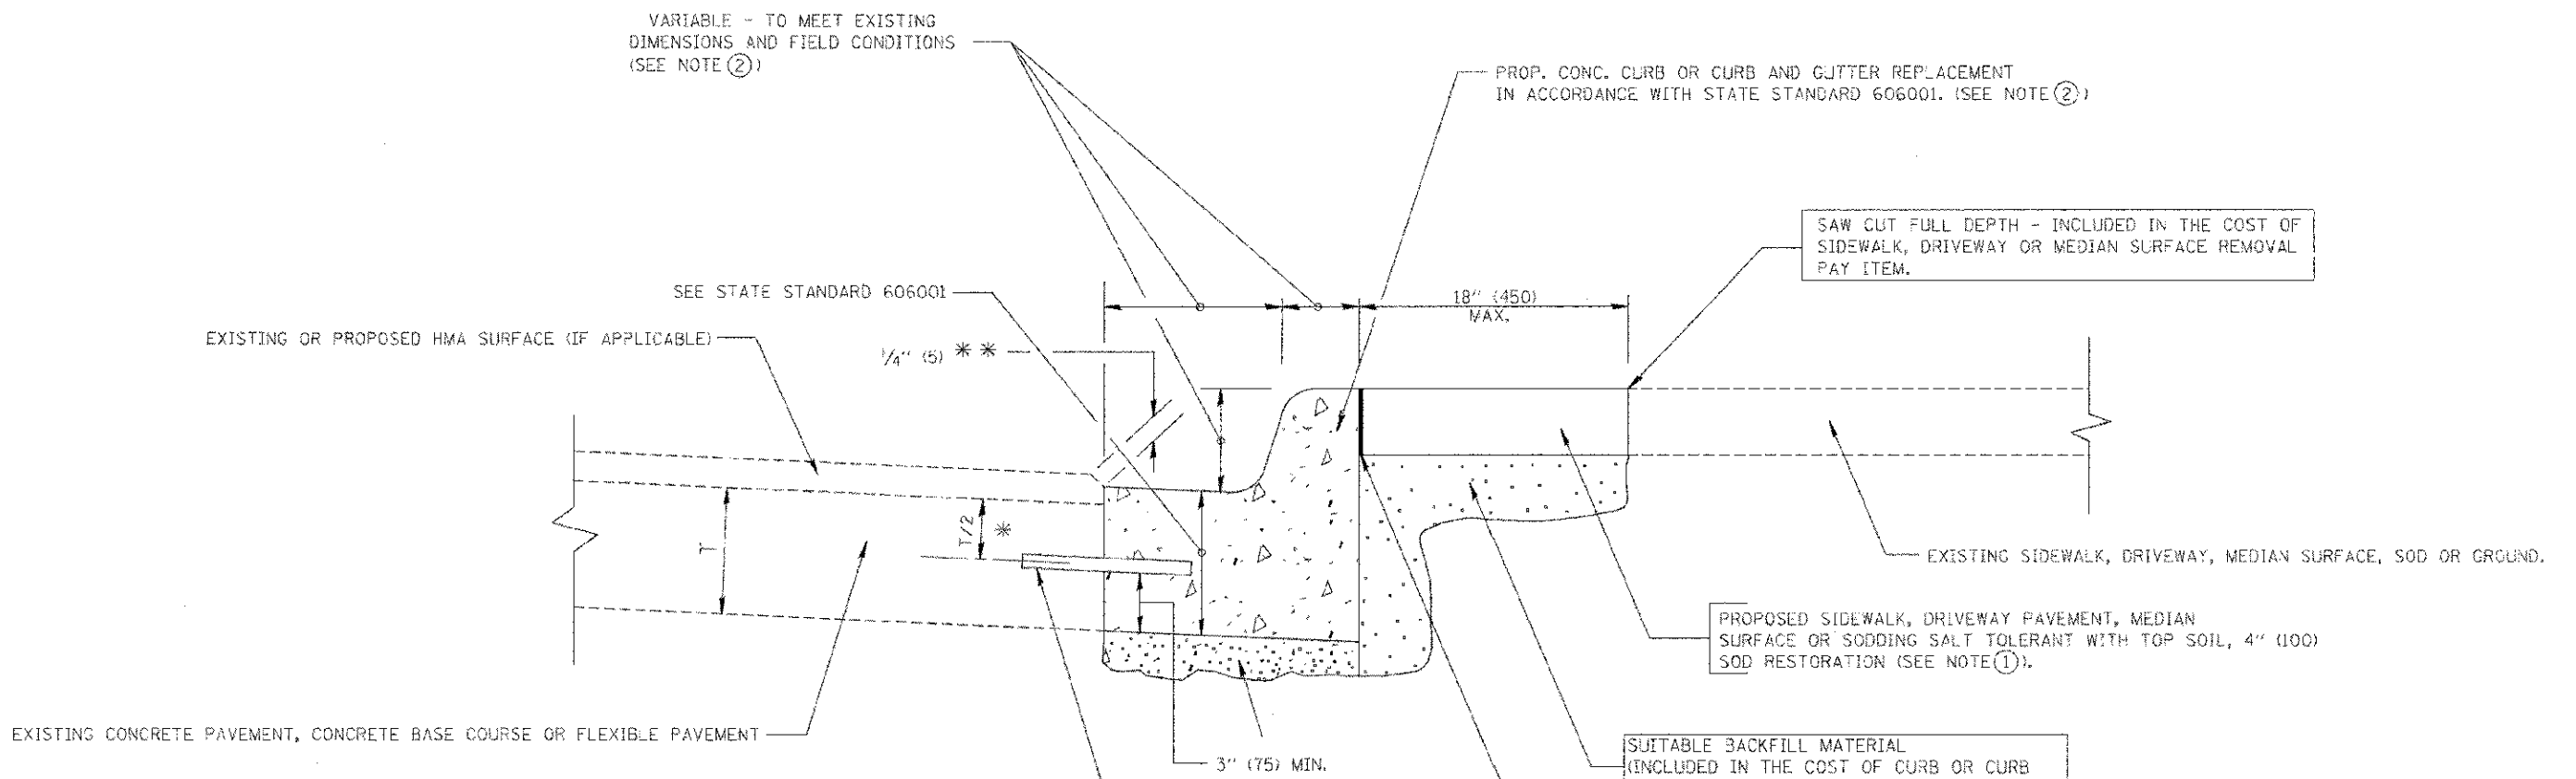 VARIABLE - TO MEET EXISTING
DIMENSIONS AND FIELD CONDITIONS
(SEE NOTE ②)
PROP. CONC. CURB OR CURB AND GUTTER REPLACEMENT
IN ACCORDANCE WITH STATE STANDARD 606001. (SEE NOTE ②)
SAW CUT FULL DEPTH - INCLUDED IN THE COST OF
SIDEWALK, DRIVEWAY OR MEDIAN SURFACE REMOVAL
PAY ITEM.
SEE STATE STANDARD 606001
18" (450)
MAX.
EXISTING OR PROPOSED HMA SURFACE (IF APPLICABLE)
1/4" (5) * *
T
T/2
*
EXISTING SIDEWALK, DRIVEWAY, MEDIAN SURFACE, SOD OR GROUND.
PROPOSED SIDEWALK, DRIVEWAY PAVEMENT, MEDIAN
SURFACE OR SODDING SALT TOLERANT WITH TOP SOIL, 4" (100)
SOD RESTORATION (SEE NOTE ①).
EXISTING CONCRETE PAVEMENT, CONCRETE BASE COURSE OR FLEXIBLE PAVEMENT
3" (75) MIN.
SUITABLE BACKFILL MATERIAL
(INCLUDED IN THE COST OF CURB OR CURB